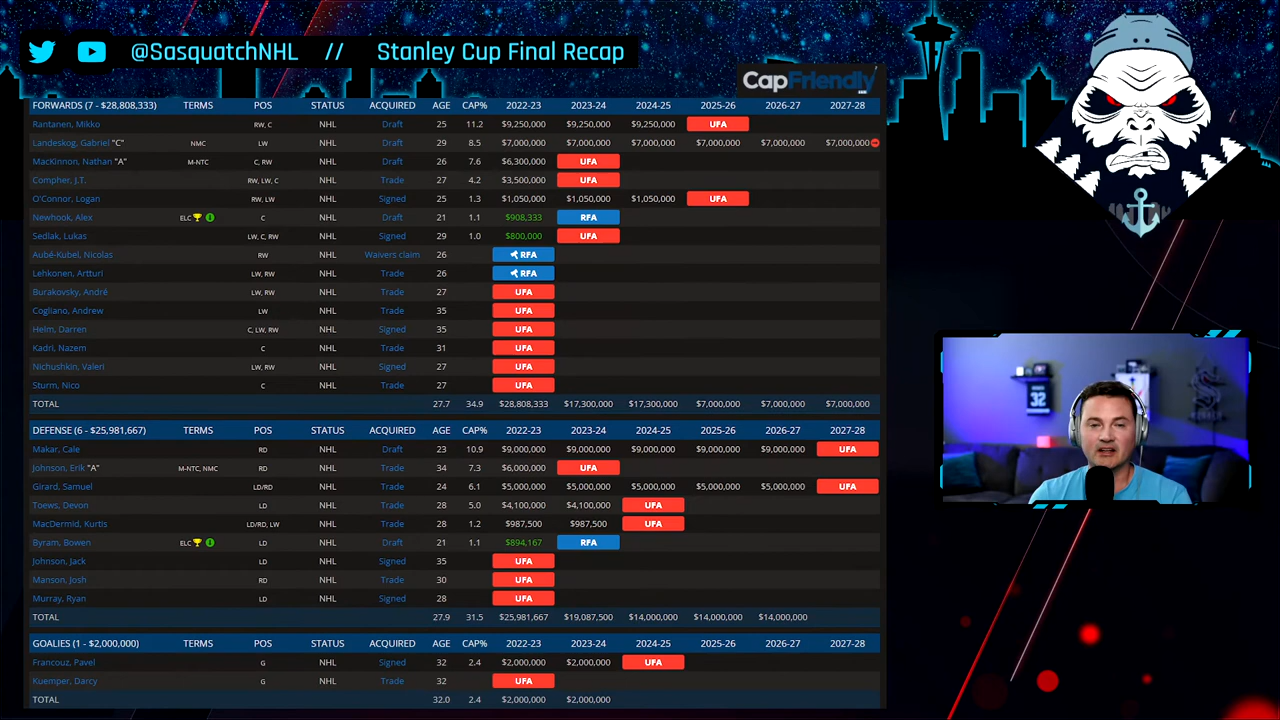 @SasquatchNHL // Stanley Cup Final Recap
CapFriendly
FORWARDS (7 - $28,808,333) TERMS POS STATUS ACQUIRED AGE CAP% 2022-23 2023-24 2024-25 2025-26 2026-27 2027-28
Rantanen, Mikko RW, C NHL Draft 25 11.2 $9,250,000 $9,250,000 $9,250,000 UFA
Landeskog, Gabriel "C" NMC LW NHL Draft 29 8.5 $7,000,000 $7,000,000 $7,000,000 $7,000,000 $7,000,000 $7,000,000
MacKinnon, Nathan "A" M-NTC C, RW NHL Draft 26 7.6 $6,300,000 UFA
Compher, J.T. RW, LW, C NHL Trade 27 4.2 $3,500,000 UFA
O'Connor, Logan RW, LW NHL Signed 25 1.3 $1,050,000 $1,050,000 $1,050,000 UFA
Newhook, Alex ELC C NHL Draft 21 1.1 $908,333 RFA
Sedlak, Lukas LW, C, RW NHL Signed 29 1.0 $800,000 UFA
Aubé-Kubel, Nicolas RW NHL Waivers claim 26 RFA
Lehkonen, Artturi LW, RW NHL Trade 26 RFA
Burakovsky, André LW, RW NHL Trade 27 UFA
Cogliano, Andrew LW NHL Trade 35 UFA
Helm, Darren C, LW, RW NHL Signed 35 UFA
Kadri, Nazem C NHL Trade 31 UFA
Nichushkin, Valeri LW, RW NHL Signed 27 UFA
Sturm, Nico C NHL Trade 27 UFA
TOTAL 27.7 34.9 $28,808,333 $17,300,000 $17,300,000 $7,000,000 $7,000,000 $7,000,000
DEFENSE (6 - $25,981,667) TERMS POS STATUS ACQUIRED AGE CAP% 2022-23 2023-24 2024-25 2025-26 2026-27 2027-28
Makar, Cale RD NHL Draft 23 10.9 $9,000,000 $9,000,000 $9,000,000 $9,000,000 $9,000,000 UFA
Johnson, Erik "A" M-NTC, NMC RD NHL Trade 34 7.3 $6,000,000 UFA
Girard, Samuel LD/RD NHL Trade 24 6.1 $5,000,000 $5,000,000 $5,000,000 $5,000,000 $5,000,000 UFA
Toews, Devon LD NHL Trade 28 5.0 $4,100,000 $4,100,000 UFA
MacDermid, Kurtis LD/RD, LW NHL Trade 28 1.2 $987,500 $987,500 UFA
Byram, Bowen ELC LD NHL Draft 21 1.1 $894,167 RFA
Johnson, Jack LD NHL Signed 35 UFA
Manson, Josh RD NHL Trade 30 UFA
Murray, Ryan LD NHL Signed 28 UFA
TOTAL 27.9 31.5 $25,981,667 $19,087,500 $14,000,000 $14,000,000 $14,000,000
GOALIES (1 - $2,000,000) TERMS POS STATUS ACQUIRED AGE CAP% 2022-23 2023-24 2024-25 2025-26 2026-27 2027-28
Francouz, Pavel G NHL Signed 32 2.4 $2,000,000 $2,000,000 UFA
Kuemper, Darcy G NHL Trade 32 UFA
TOTAL 32.0 2.4 $2,000,000 $2,000,000
32